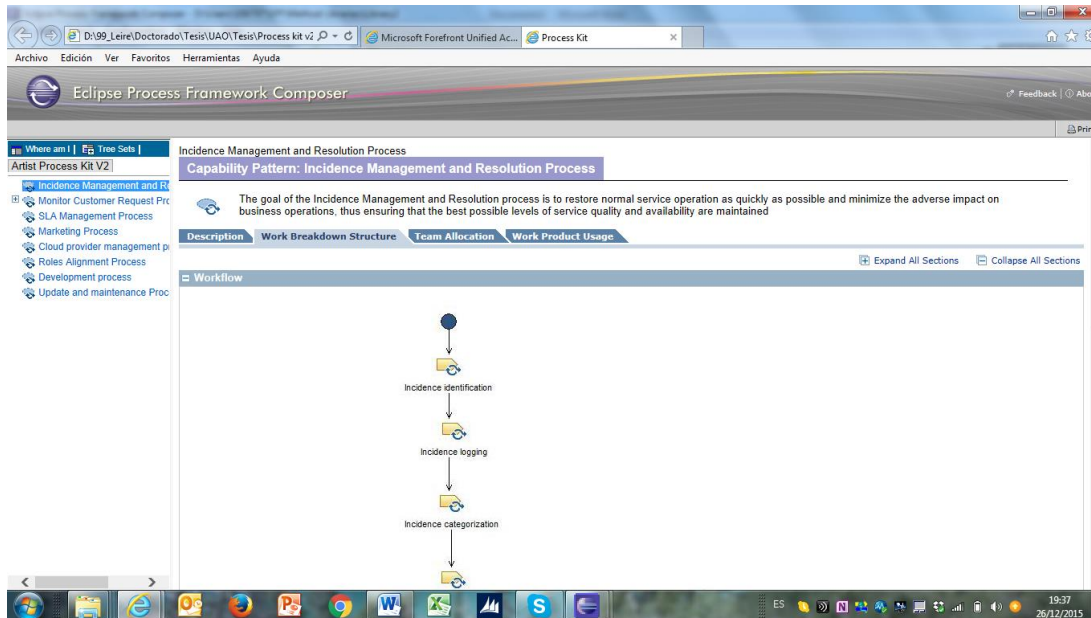 D:\99_Leire\Doctorado\Tesis\UAO\Tesis\Process kit v2
Microsoft Forefront Unified Ac...
Process Kit
Archivo Edición Ver Favoritos Herramientas Ayuda
Eclipse Process Framework Composer
Feedback | Abo
Prin
Where am I | Tree Sets |
Artist Process Kit V2
Incidence Management and Re
Monitor Customer Request Pro
SLA Management Process
Marketing Process
Cloud provider management p
Roles Alignment Process
Development process
Update and maintenance Proc
Incidence Management and Resolution Process
Capability Pattern: Incidence Management and Resolution Process
The goal of the Incidence Management and Resolution process is to restore normal service operation as quickly as possible and minimize the adverse impact on
business operations, thus ensuring that the best possible levels of service quality and availability are maintained
Description Work Breakdown Structure Team Allocation Work Product Usage
Expand All Sections Collapse All Sections
Workflow
Incidence identification
Incidence logging
Incidence categorization
ES
19:37
26/12/2015